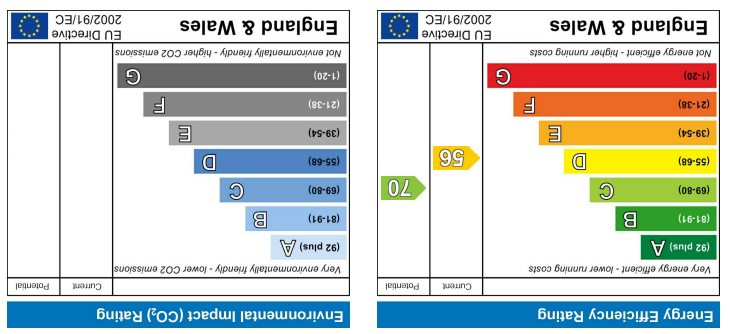 Energy Efficiency Rating
Current Potential
Very energy efficient - lower running costs
(92 plus) A
(81-91) B
(69-80) C
(55-68) D
(39-54) E
(21-38) F
(1-20) G
Not energy efficient - higher running costs
56
70
England & Wales
EU Directive
2002/91/EC
Environmental Impact (CO₂) Rating
Current Potential
Very environmentally friendly - lower CO2 emissions
(92 plus) A
(81-91) B
(69-80) C
(55-68) D
(39-54) E
(21-38) F
(1-20) G
Not environmentally friendly - higher CO2 emissions
England & Wales
EU Directive
2002/91/EC